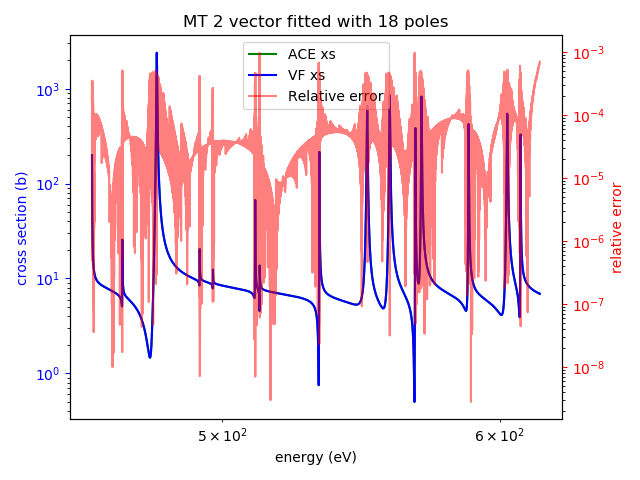 MT 2 vector fitted with 18 poles
ACE xs
VF xs
Relative error
cross section (b)
10³
10²
10¹
10⁰
10⁻³
10⁻⁴
10⁻⁵
10⁻⁶
10⁻⁷
10⁻⁸
relative error
5 × 10²
6 × 10²
energy (eV)